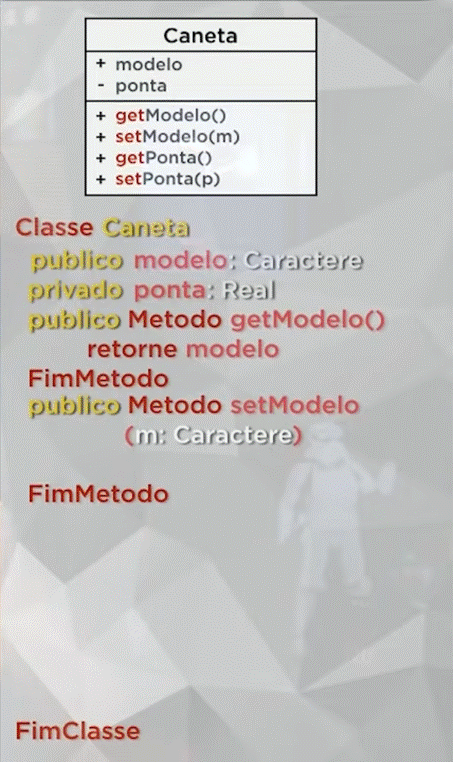 Caneta
+ modelo
- ponta
+ getModelo()
+ setModelo(m)
+ getPonta()
+ setPonta(p)
Classe Caneta
publico modelo: Caractere
privado ponta: Real
publico Metodo getModelo()
retorne modelo
FimMetodo
publico Metodo setModelo
(m: Caractere)
FimMetodo
FimClasse